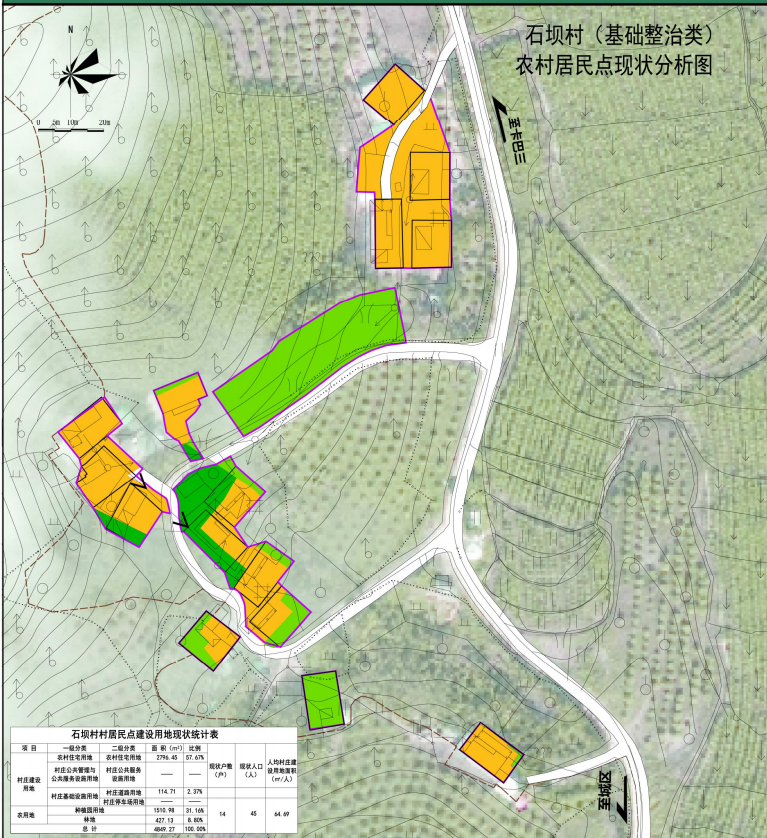 石坝村（基础整治类）
农村居民点现状分析图
N
0 5m 10m 20m
至卡巴三
至城区
石坝村村居民点建设用地现状统计表
项 目 一级分类 二级分类 面 积（m²） 比例 现状户数（户） 现状人口（人） 人均村庄建设用地面积（m²/人）
村庄建设用地 农村住宅用地 农村住宅用地 2796.45 57.67%
村庄公共管理与公共服务设施用地 村庄公共服务设施用地 —— ——
村庄基础设施用地 村庄道路用地 114.71 2.37%
村庄停车场用地 —— ——
农用地 种植园用地 1510.98 31.16% 14 45 64.69
林地 427.13 8.80%
总 计 4849.27 100.00%